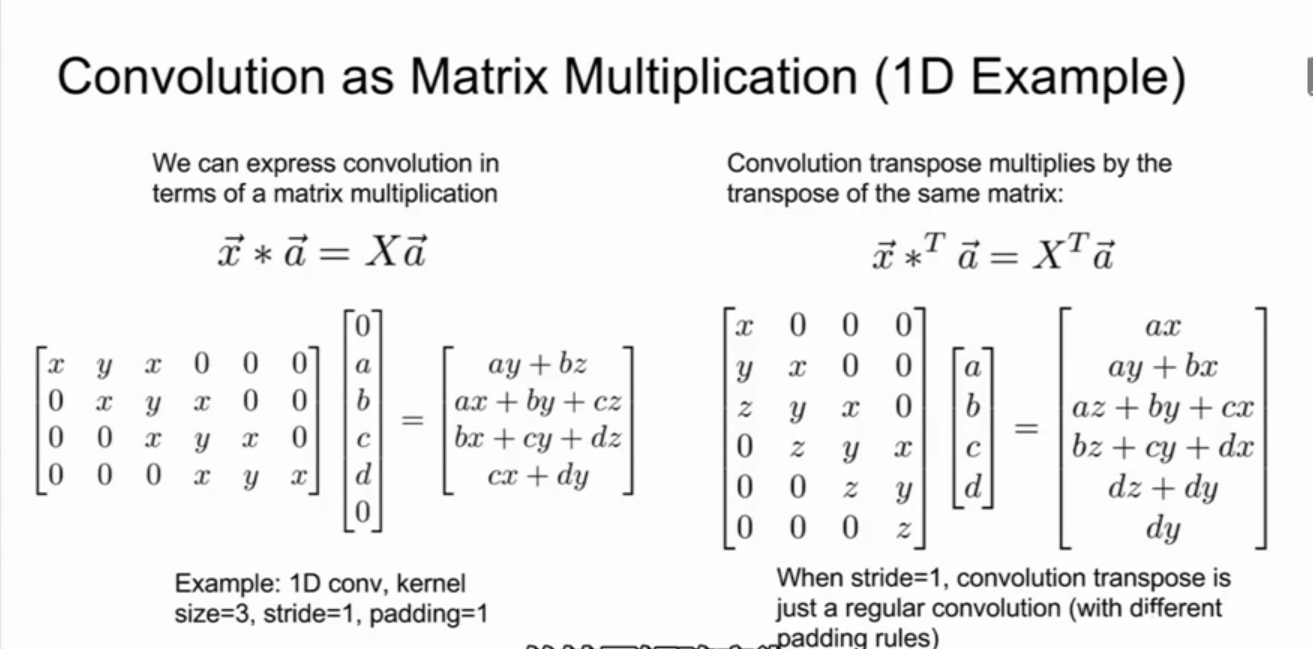 Convolution as Matrix Multiplication (1D Example)
We can express convolution in
terms of a matrix multiplication
$\vec{x} * \vec{a} = X\vec{a}$
$\begin{bmatrix} x & y & x & 0 & 0 & 0 \\ 0 & x & y & x & 0 & 0 \\ 0 & 0 & x & y & x & 0 \\ 0 & 0 & 0 & x & y & x \end{bmatrix} \begin{bmatrix} 0 \\ a \\ b \\ c \\ d \\ 0 \end{bmatrix} = \begin{bmatrix} ay + bz \\ ax + by + cz \\ bx + cy + dz \\ cx + dy \end{bmatrix}$
Example: 1D conv, kernel
size=3, stride=1, padding=1
Convolution transpose multiplies by the
transpose of the same matrix:
$\vec{x} *^T \vec{a} = X^T\vec{a}$
$\begin{bmatrix} x & 0 & 0 & 0 \\ y & x & 0 & 0 \\ z & y & x & 0 \\ 0 & z & y & x \\ 0 & 0 & z & y \\ 0 & 0 & 0 & z \end{bmatrix} \begin{bmatrix} a \\ b \\ c \\ d \end{bmatrix} = \begin{bmatrix} ax \\ ay + bx \\ az + by + cx \\ bz + cy + dx \\ dz + dy \\ dy \end{bmatrix}$
When stride=1, convolution transpose is
just a regular convolution (with different
padding rules)